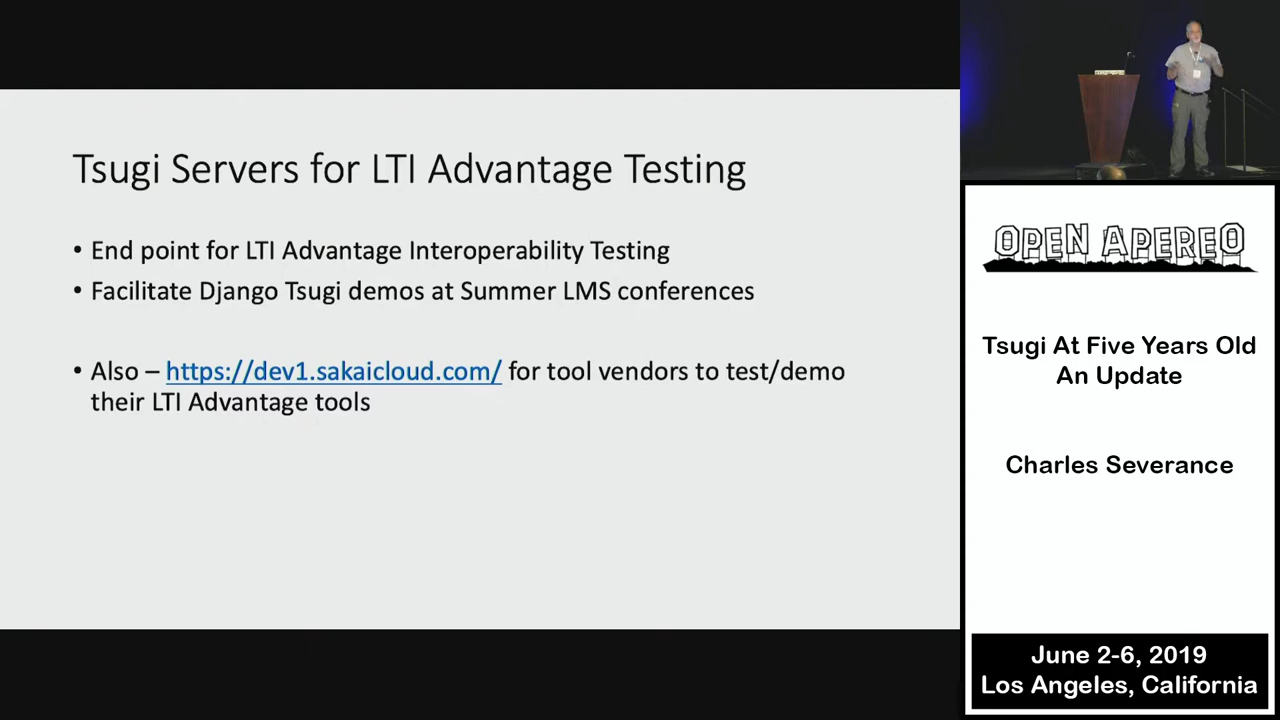 Tsugi Servers for LTI Advantage Testing
• End point for LTI Advantage Interoperability Testing
• Facilitate Django Tsugi demos at Summer LMS conferences
• Also – https://dev1.sakaicloud.com/ for tool vendors to test/demo
their LTI Advantage tools
OPEN APEREO
Tsugi At Five Years Old
An Update
Charles Severance
June 2-6, 2019
Los Angeles, California